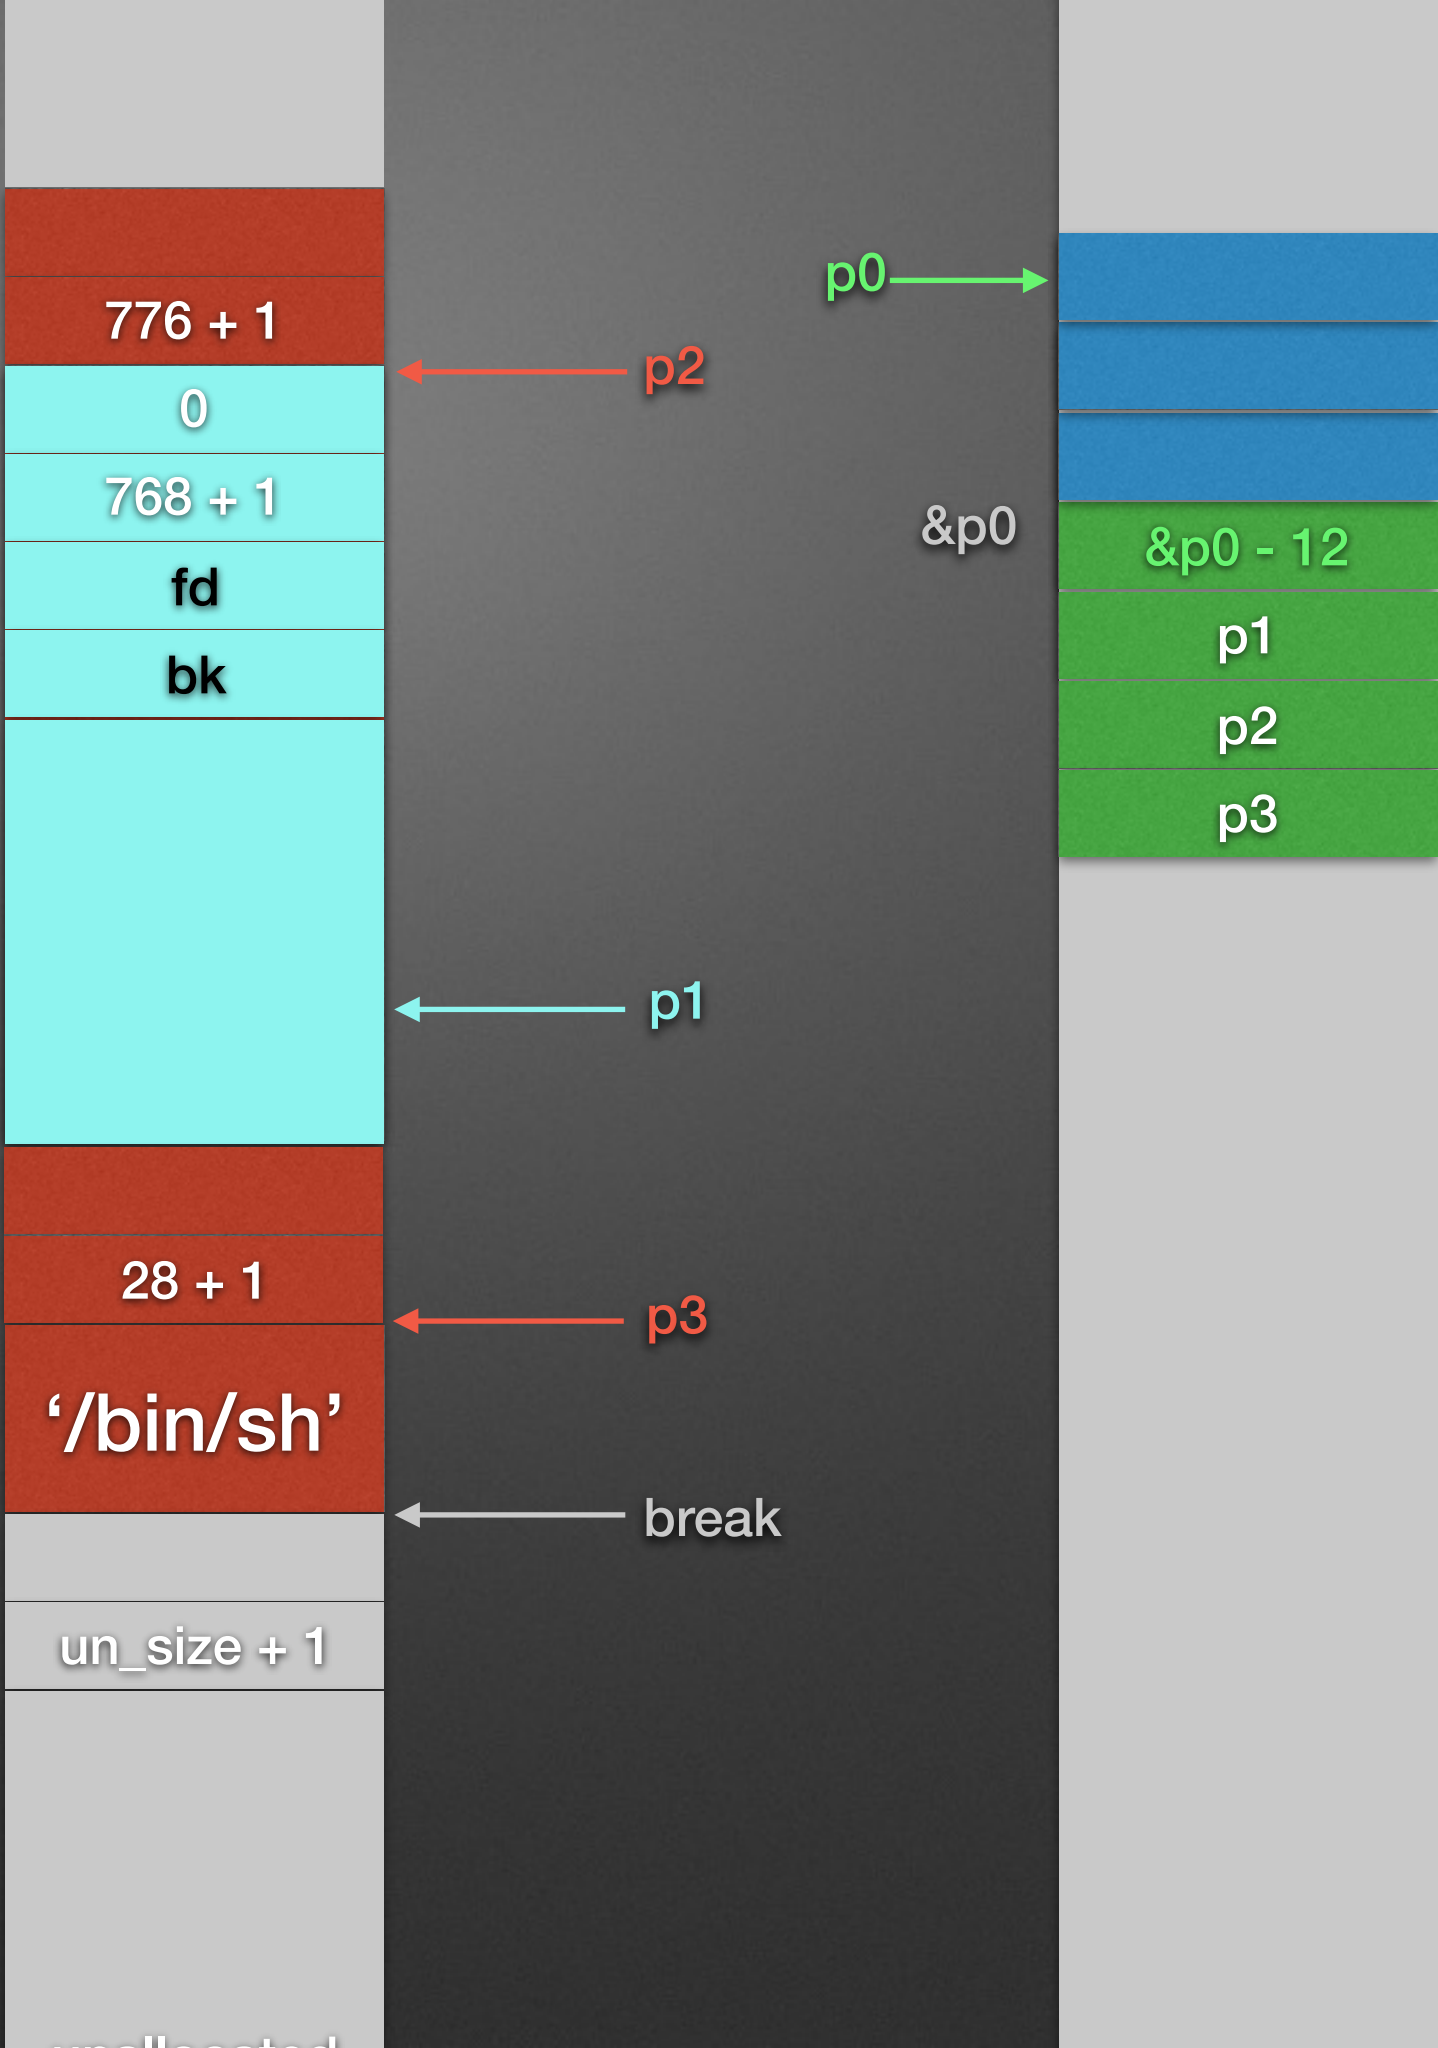 776 + 1
0
768 + 1
fd
bk
28 + 1
‘/bin/sh’
un_size + 1
p2
p1
p3
break
p0
&p0
&p0 - 12
p1
p2
p3